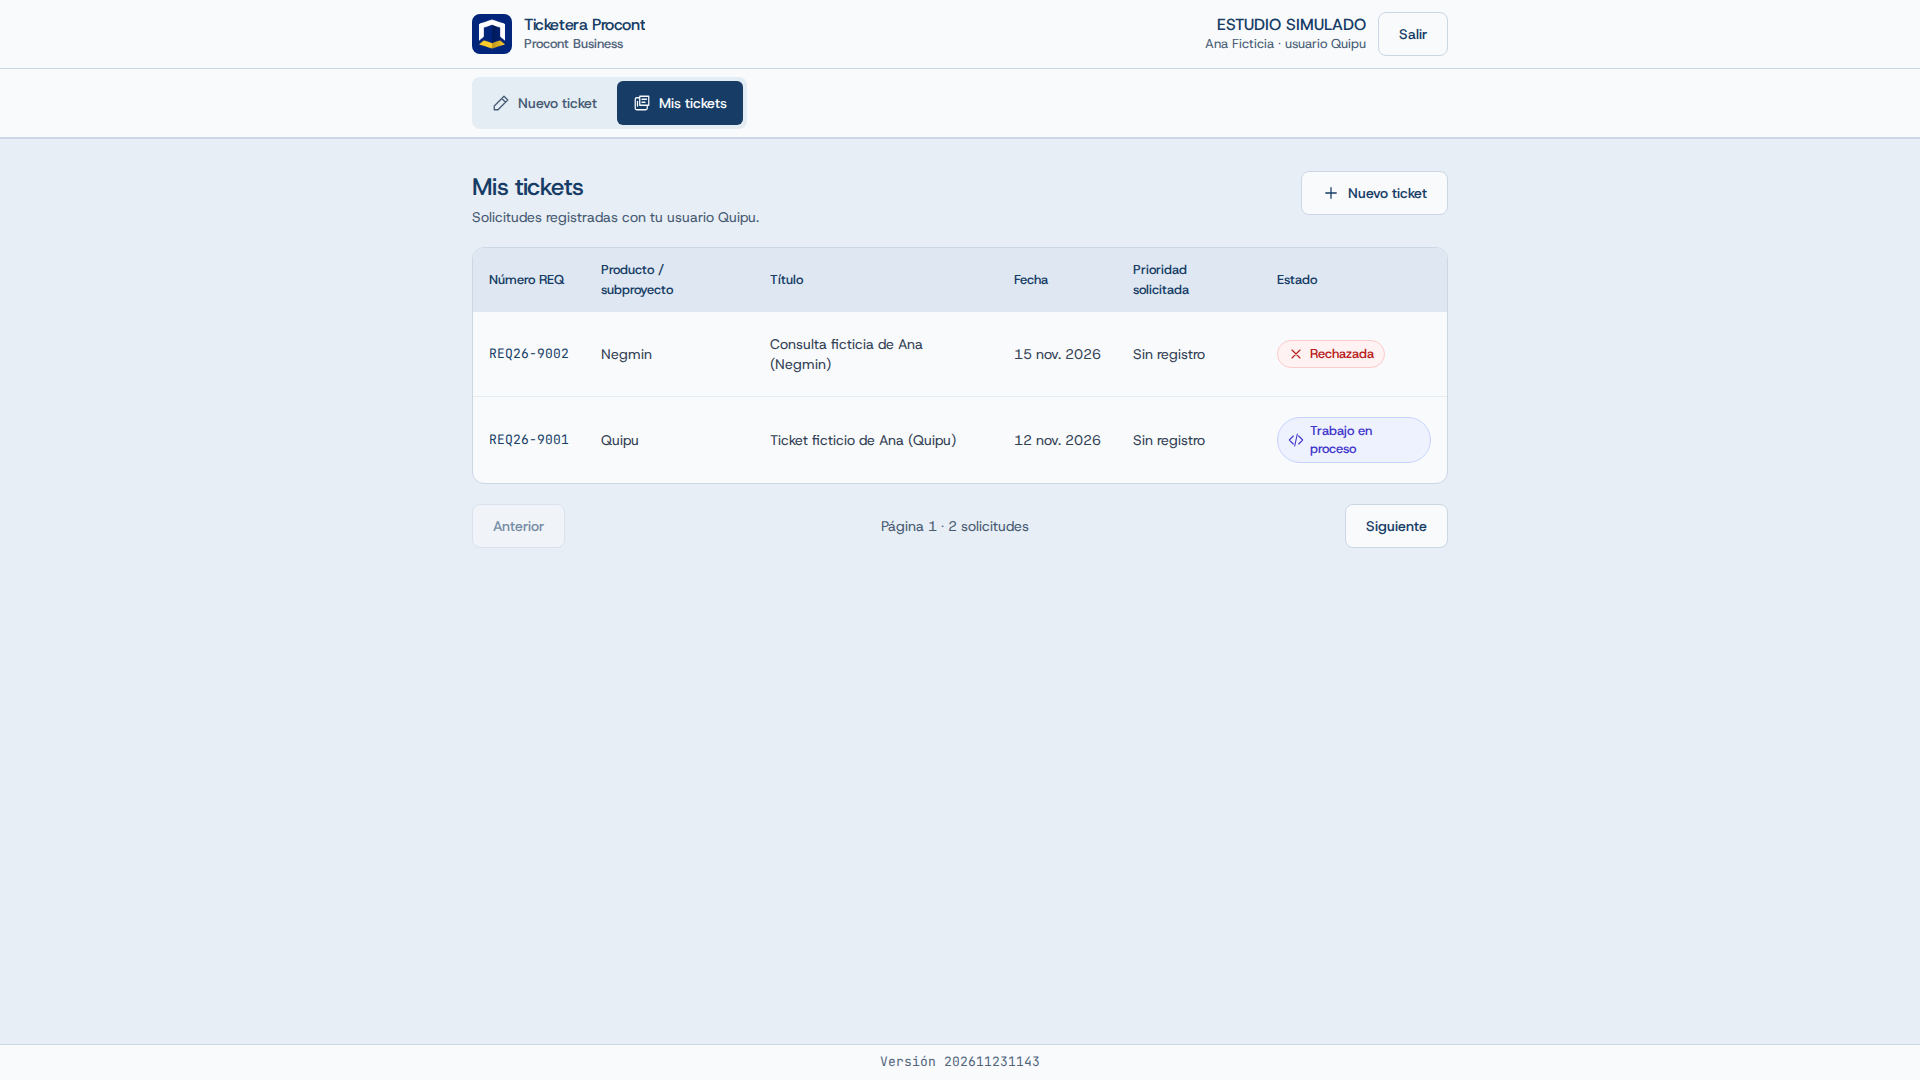 Ticketera Procont
Procont Business
ESTUDIO SIMULADO
Ana Ficticia · usuario Quipu
Salir
Nuevo ticket
Mis tickets
Mis tickets
Solicitudes registradas con tu usuario Quipu.
Nuevo ticket
Número REQ
Producto /
subproyecto
Título
Fecha
Prioridad
solicitada
Estado
REQ26-9002
Negmin
Consulta ficticia de Ana
(Negmin)
15 nov. 2026
Sin registro
Rechazada
REQ26-9001
Quipu
Ticket ficticio de Ana (Quipu)
12 nov. 2026
Sin registro
Trabajo en
proceso
Anterior
Página 1 · 2 solicitudes
Siguiente
Versión 202611231143